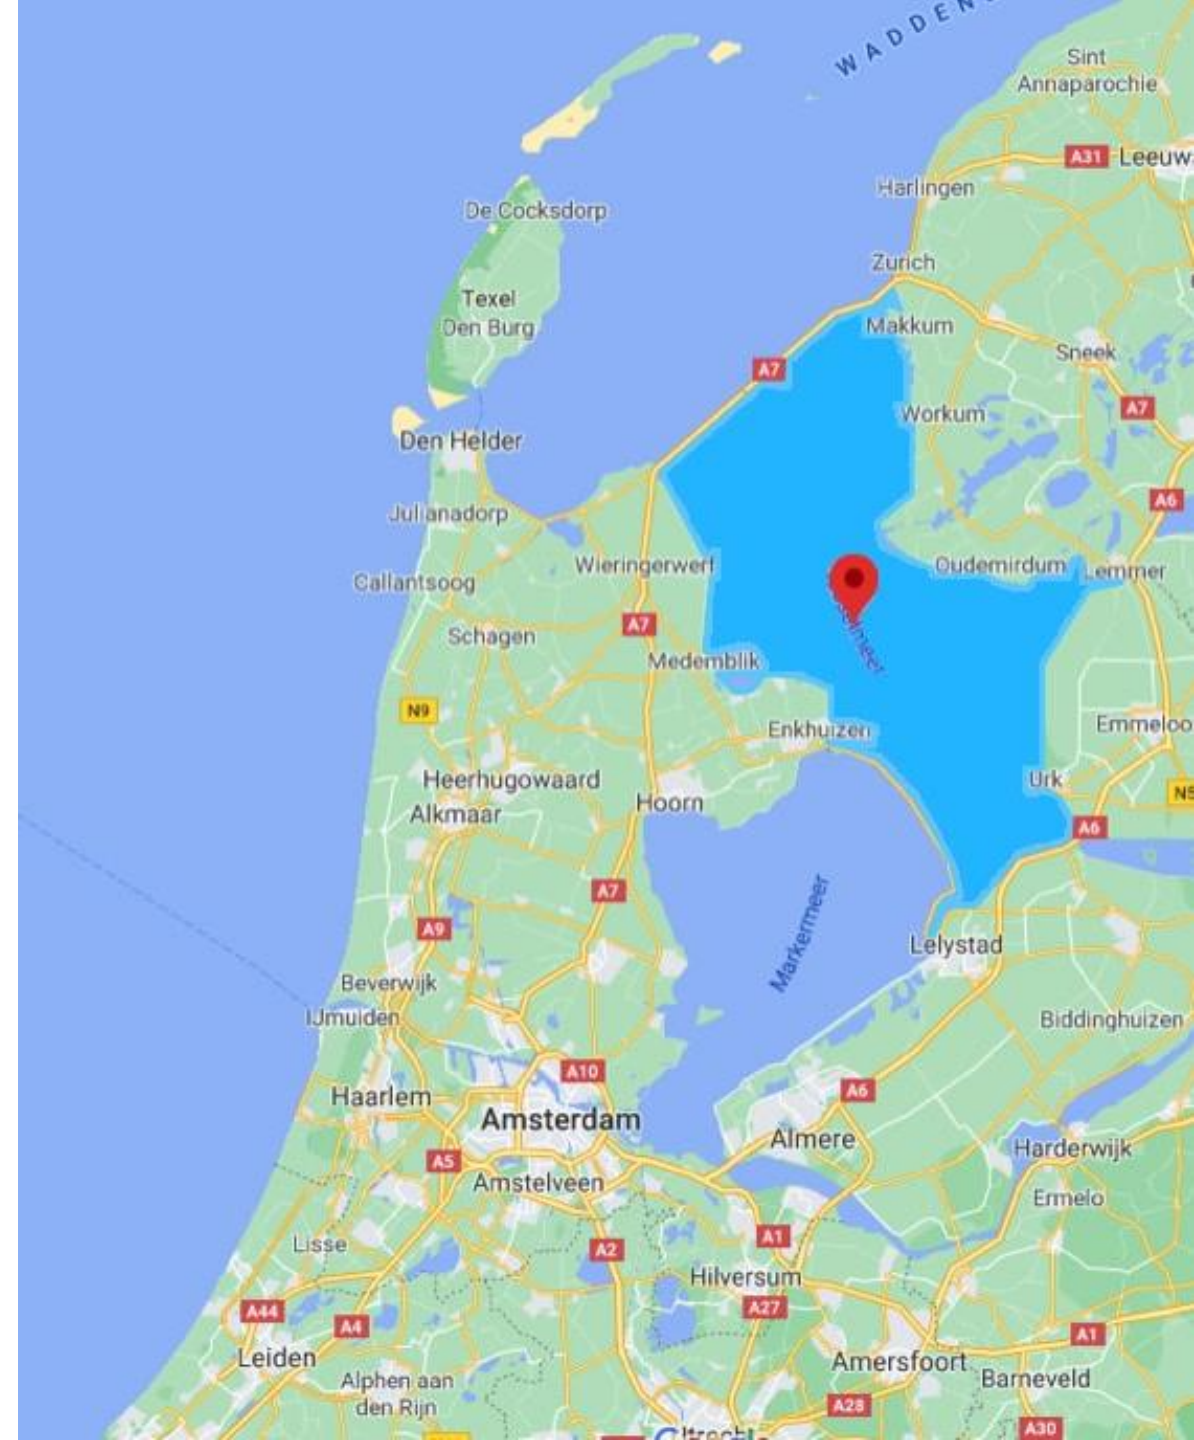 WADDEN
Sint
Annaparochie
A31
Leeuw
Harlingen
De Cocksdorp
Zurich
Texel
Den Burg
Makkum
Sneek
A7
A7
Workum
Den Helder
A6
Julianadorp
Wieringerwerf
Oudemirdum
Lemmer
Callantsoog
A7
Schagen
Medemblik
N9
Emmeloo
Enkhuizen
Heerhugowaard
Urk
N5
Hoorn
Alkmaar
A6
A7
Markermeer
A9
Lelystad
Beverwijk
IJmuiden
Biddinghuizen
A10
A6
Haarlem
Amsterdam
Almere
Harderwijk
A5
Amstelveen
Ermelo
A1
Lisse
A2
Hilversum
A27
A44
A4
A1
Leiden
Amersfoort
Alphen aan
den Rijn
Barneveld
A28
A30